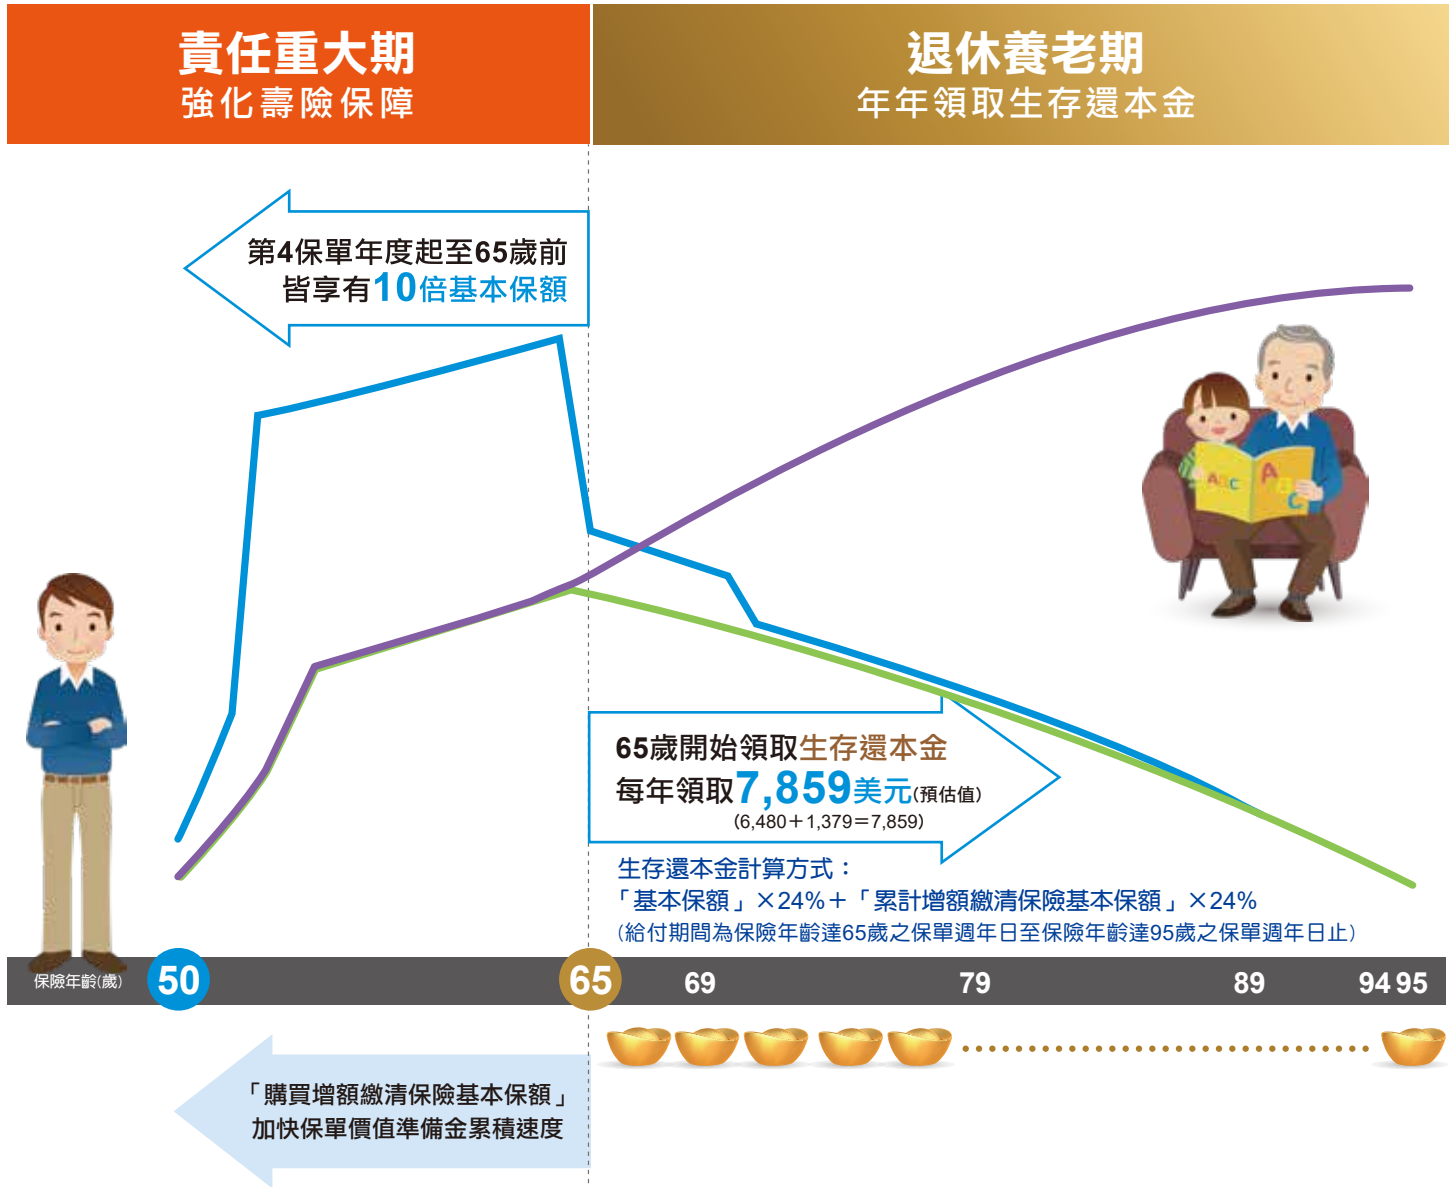 責任重大期
強化壽險保障
退休養老期
年年領取生存還本金
第4保單年度起至65歲前
皆享有10倍基本保額
A B C
A
B
C
65歲開始領取生存還本金
每年領取7,859美元(預估值)
(6,480＋1,379＝7,859)
生存還本金計算方式：
「基本保額」×24%＋「累計增額繳清保險基本保額」×24%
(給付期間為保險年齡達65歲之保單週年日至保險年齡達95歲之保單週年日止)
保險年齡(歲) 50 65 69 79 89 94 95
「購買增額繳清保險基本保額」
加快保單價值準備金累積速度